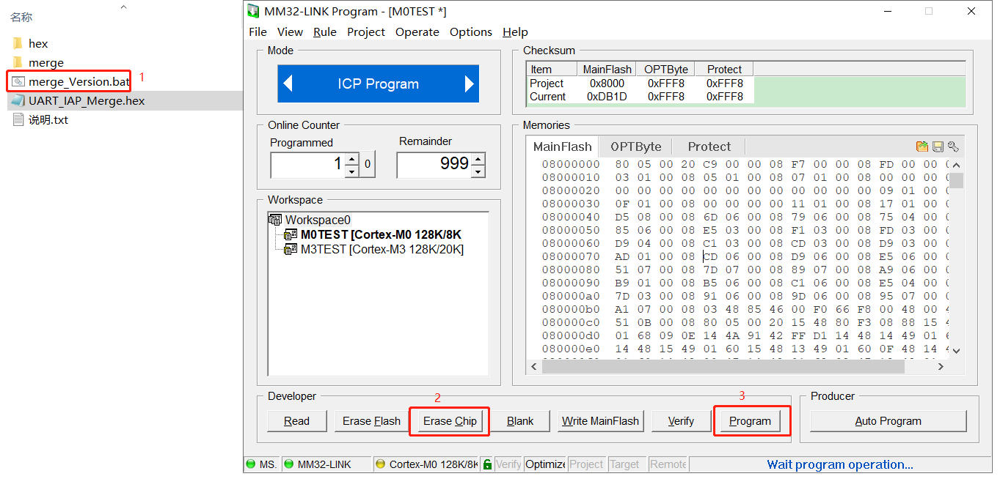 名称
hex
merge
merge_Version.bat
1
UART_IAP_Merge.hex
说明.txt
MM32-LINK Program - [M0TEST *]
File View Rule Project Operate Options Help
Mode
ICP Program
Checksum
Item MainFlash OPTByte Protect
Project 0x8000 0xFFF8 0xFFF8
Current 0xDB1D 0xFFF8 0xFFF8
Online Counter
Programmed Remainder
1 0 999
Workspace
Workspace0
M0TEST [Cortex-M0 128K/8K
M3TEST [Cortex-M3 128K/20K]
Memories
MainFlash OPTByte Protect
08000000 80 05 00 20 C9 00 00 08 F7 00 00 08 FD 00 00
08000010 03 01 00 08 05 01 00 08 07 01 00 08 00 00 00
08000020 00 00 00 00 00 00 00 00 00 00 00 00 09 01 00
08000030 0F 01 00 08 00 00 00 00 11 01 00 08 17 01 00
08000040 D5 08 00 08 6D 06 00 08 79 06 00 08 75 04 00
08000050 85 06 00 08 E5 03 00 08 F1 03 00 08 FD 03 00
08000060 D9 04 00 08 C1 03 00 08 CD 03 00 08 D9 03 00
08000070 AD 01 00 08 CD 06 00 08 D9 06 00 08 E5 06 00
08000080 51 07 00 08 7D 07 00 08 89 07 00 08 A9 06 00
08000090 B9 01 00 08 B5 06 00 08 C1 06 00 08 E5 04 00
080000a0 7D 03 00 08 91 06 00 08 9D 06 00 08 95 07 00
080000b0 A1 07 00 08 03 48 85 46 00 F0 66 F8 00 48 00
080000c0 51 0B 00 08 80 05 00 20 15 48 80 F3 08 88 15
080000d0 01 68 09 0E 14 4A 91 42 FF D1 14 48 14 49 01
080000e0 14 48 15 49 01 60 15 48 13 49 01 60 0F 48 14
Developer
2
3
Read Erase Flash Erase Chip Blank Write MainFlash Verify Program
Producer
Auto Program
MS. MM32-LINK Cortex-M0 128K/8K Verify Optimize Project Target Remote Wait program operation...